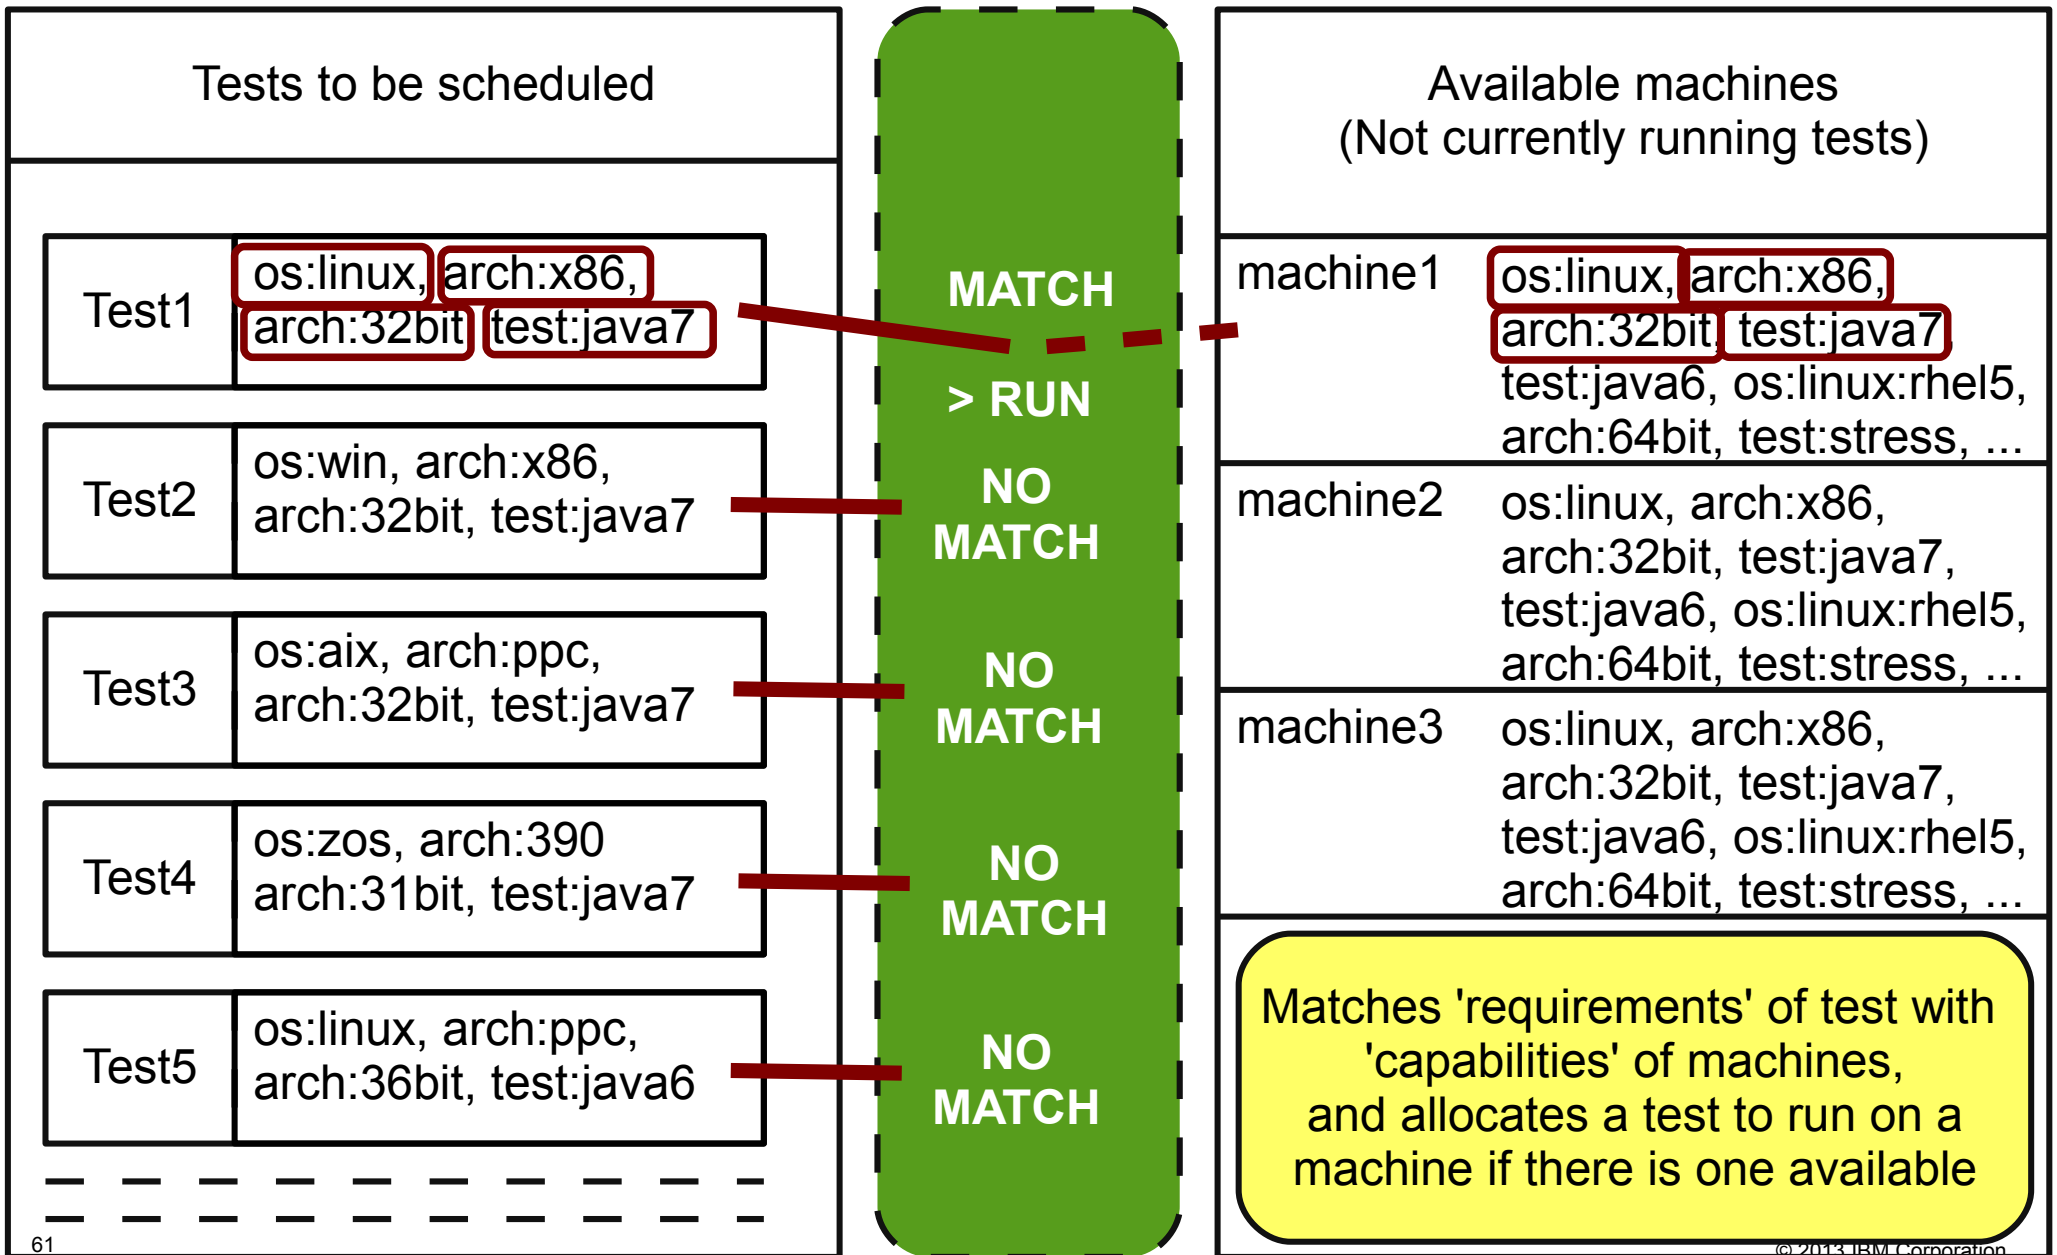 Tests to be scheduled
Test1
os:linux, arch:x86,
arch:32bit test:java7
Test2
os:win, arch:x86,
arch:32bit, test:java7
Test3
os:aix, arch:ppc,
arch:32bit, test:java7
Test4
os:zos, arch:390
arch:31bit, test:java7
Test5
os:linux, arch:ppc,
arch:36bit, test:java6
61
MATCH
> RUN
NO
MATCH
NO
MATCH
NO
MATCH
NO
MATCH
Available machines
(Not currently running tests)
machine1
os:linux, arch:x86,
arch:32bit, test:java7,
test:java6, os:linux:rhel5,
arch:64bit, test:stress, ...
machine2
os:linux, arch:x86,
arch:32bit, test:java7,
test:java6, os:linux:rhel5,
arch:64bit, test:stress, ...
machine3
os:linux, arch:x86,
arch:32bit, test:java7,
test:java6, os:linux:rhel5,
arch:64bit, test:stress, ...
Matches 'requirements' of test with
'capabilities' of machines,
and allocates a test to run on a
machine if there is one available
© 2013 IBM Corporation